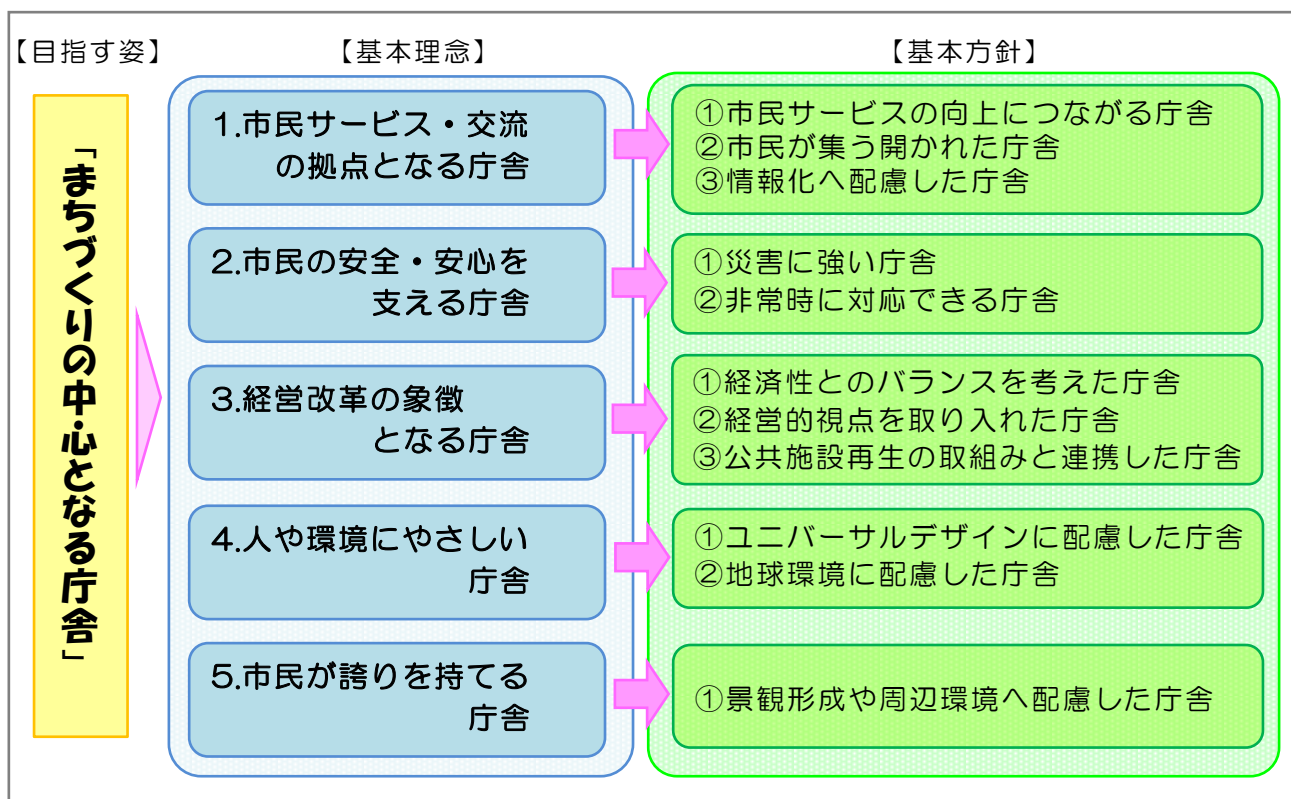 【目指す姿】
【基本理念】
【基本方針】
「まちづくりの中心となる庁舎」
1.市民サービス・交流
の拠点となる庁舎
①市民サービスの向上につながる庁舎
②市民が集う開かれた庁舎
③情報化へ配慮した庁舎
2.市民の安全・安心を
支える庁舎
①災害に強い庁舎
②非常時に対応できる庁舎
3.経営改革の象徴
となる庁舎
①経済性とのバランスを考えた庁舎
②経営的視点を取り入れた庁舎
③公共施設再生の取組みと連携した庁舎
4.人や環境にやさしい
庁舎
①ユニバーサルデザインに配慮した庁舎
②地球環境に配慮した庁舎
5.市民が誇りを持てる
庁舎
①景観形成や周辺環境へ配慮した庁舎